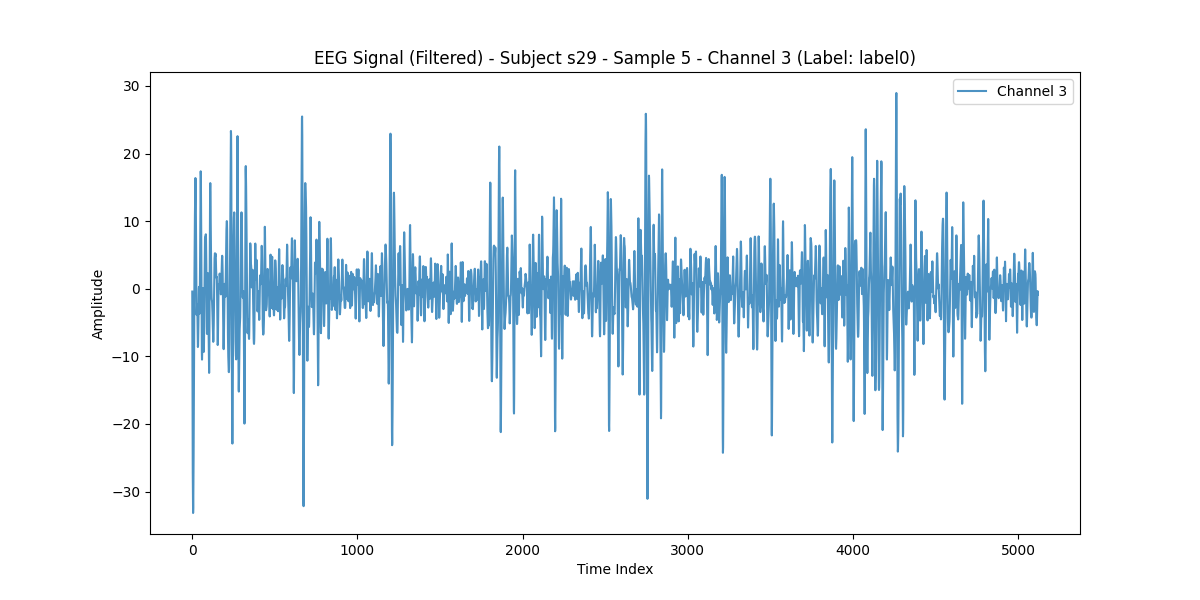 EEG Signal (Filtered) - Subject s29 - Sample 5 - Channel 3 (Label: label0)
Channel 3
30
20
10
0
−10
−20
−30
Amplitude
0 1000 2000 3000 4000 5000
Time Index